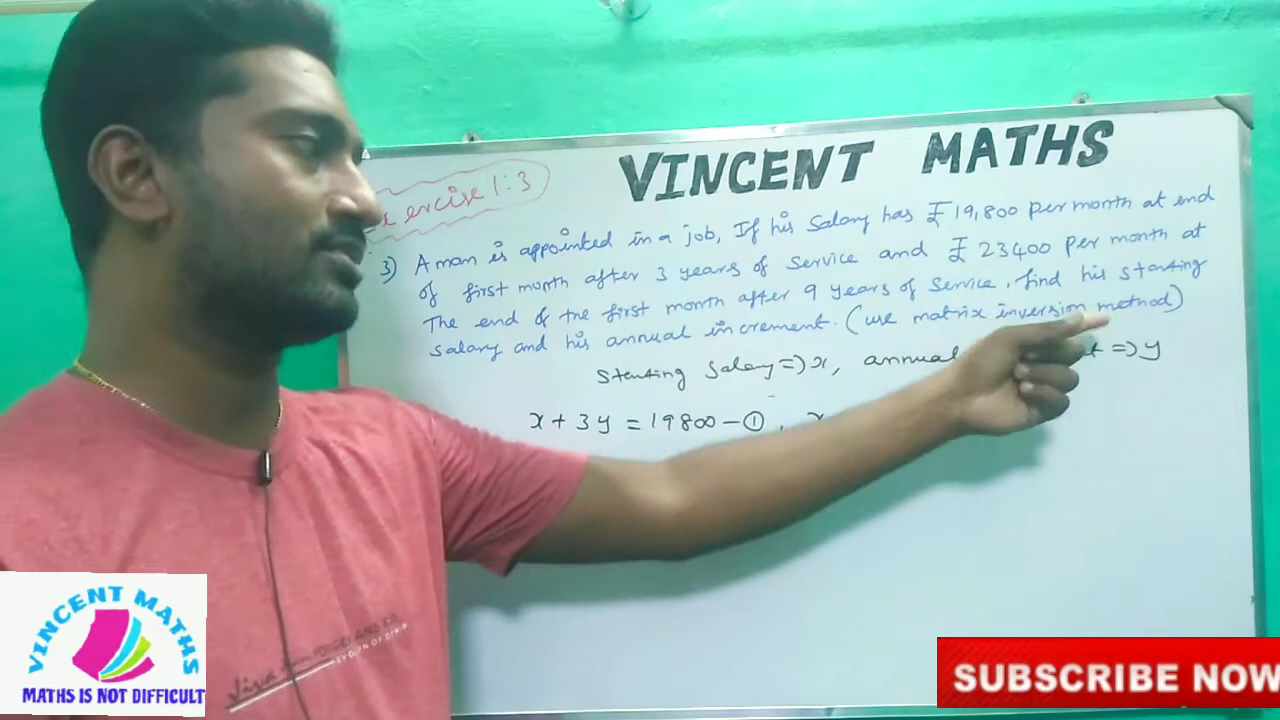 VINCENT MATHS
Exercise 1:3
3) A man is appointed in a job, If his Salary has ₹ 19,800 per month at end
of first month after 3 years of service and ₹ 23400 per month at
The end of the first month after 9 years of service, find his starting
salary and his annual increment. (use matrix inversion method)
Starting Salary => x, annual => y
x + 3y = 19800 - ①,
VINCENT MATHS
MATHS IS NOT DIFFICULT
SUBSCRIBE NOW